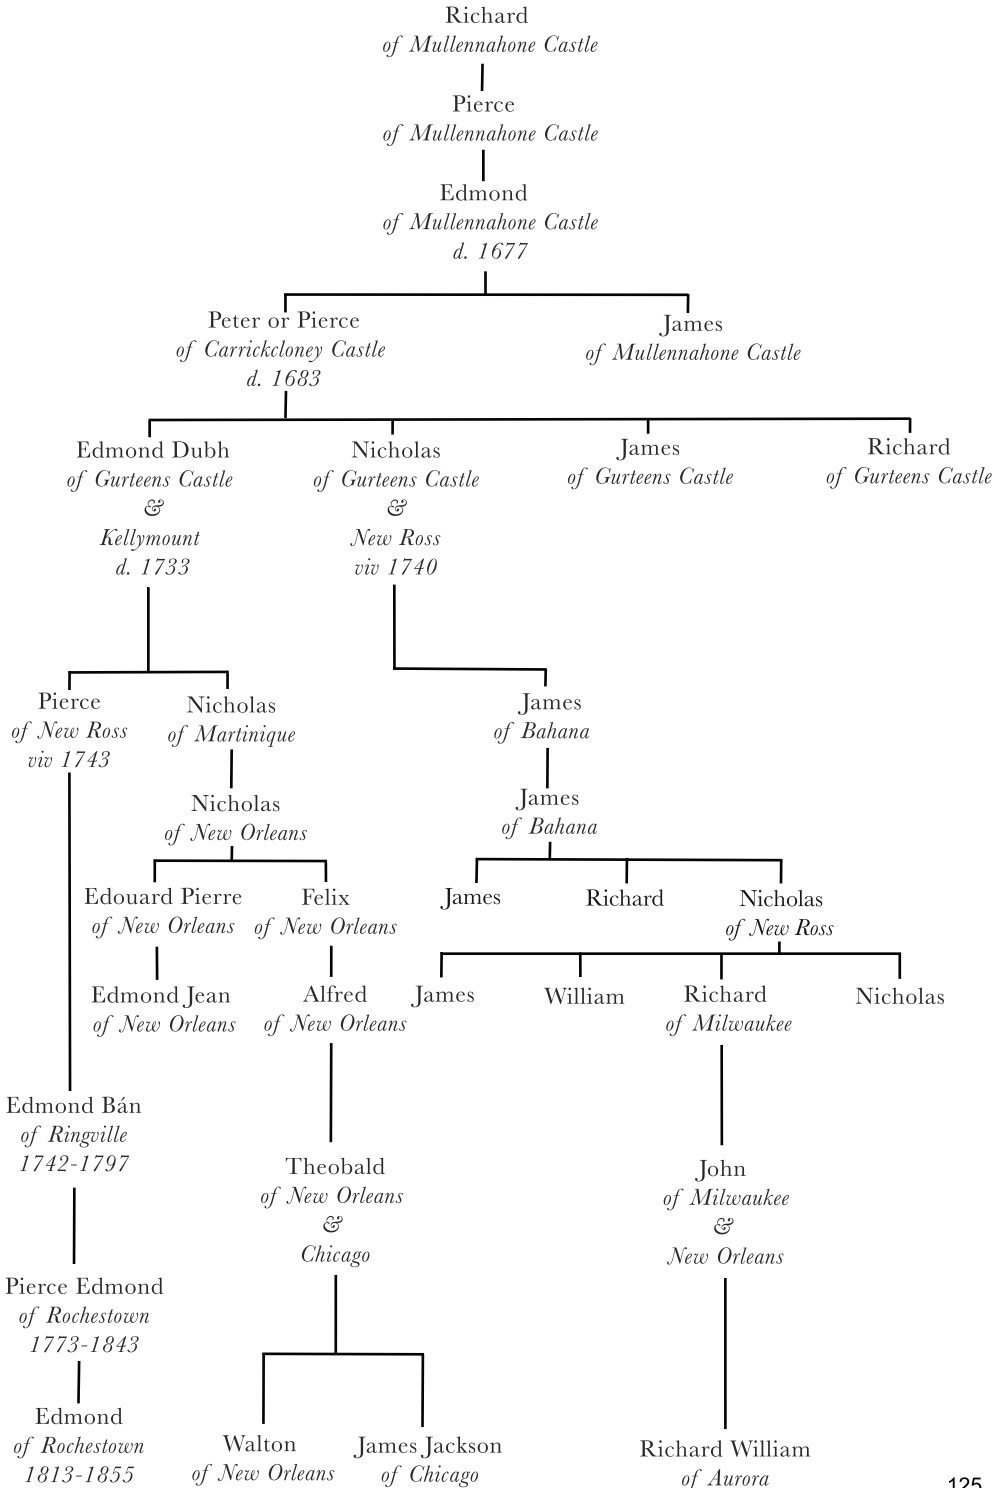 Richard
of Mullennahone Castle
Pierce
of Mullennahone Castle
Edmond
of Mullennahone Castle
d. 1677
Peter or Pierce
of Carrickcloney Castle
d. 1683
James
of Mullennahone Castle
Edmond Dubh
of Gurteens Castle
&
Kellymount
d. 1733
Nicholas
of Gurteens Castle
&
New Ross
viv 1740
James
of Gurteens Castle
Richard
of Gurteens Castle
Pierce
of New Ross
viv 1743
Nicholas
of Martinique
James
of Bahana
Nicholas
of New Orleans
James
of Bahana
Edouard Pierre
of New Orleans
Felix
of New Orleans
James
Richard
Nicholas
of New Ross
Edmond Jean
of New Orleans
Alfred
of New Orleans
James
William
Richard
of Milwaukee
Nicholas
Edmond Bán
of Ringville
1742-1797
Theobald
of New Orleans
&
Chicago
John
of Milwaukee
&
New Orleans
Pierce Edmond
of Rochestown
1773-1843
Edmond
of Rochestown
1813-1855
Walton
of New Orleans
James Jackson
of Chicago
Richard William
of Aurora
125